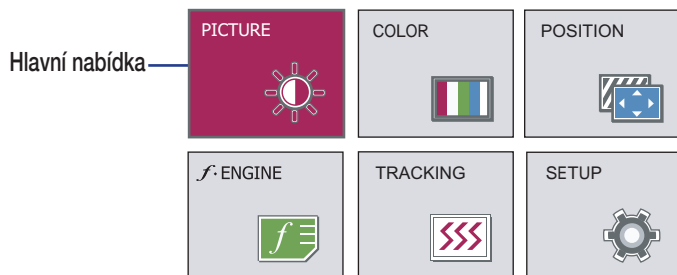 PICTURE
COLOR
POSITION
Hlavní nabídka
f·ENGINE
TRACKING
SETUP
f